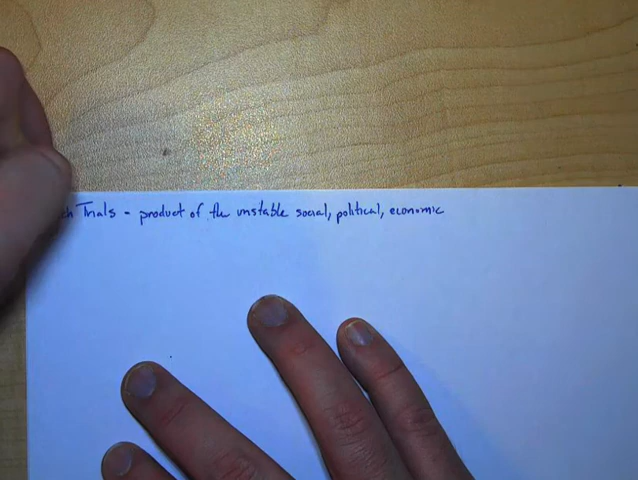 Trials - product of the unstable social, political, economic